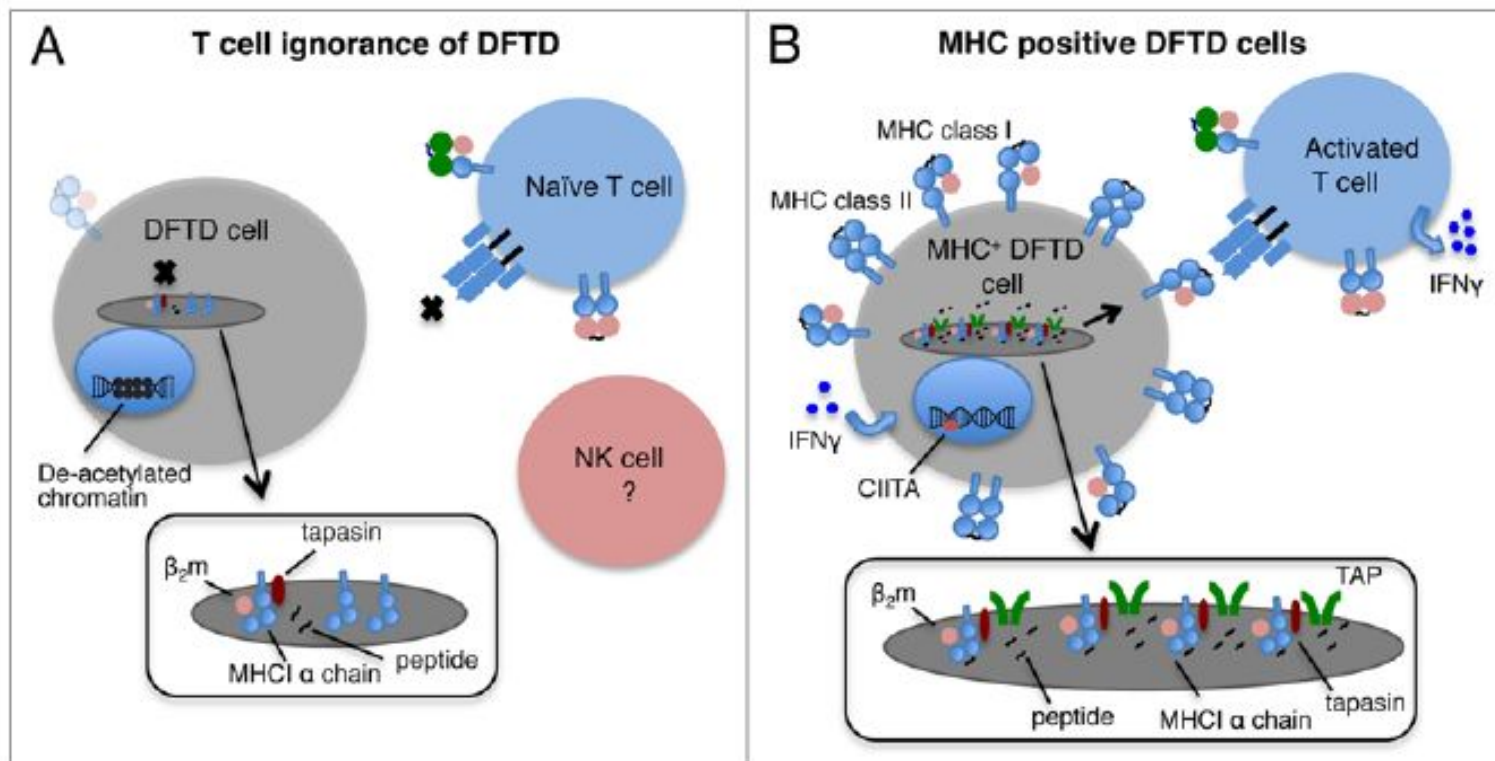 A
T cell ignorance of DFTD
Naïve T cell
DFTD cell
De-acetylated
chromatin
NK cell
?
tapasin
β₂m
peptide
MHCI α chain
B
MHC positive DFTD cells
MHC class I
MHC class II
Activated
T cell
MHC⁺ DFTD
cell
IFNγ
IFNγ
CIITA
TAP
β₂m
tapasin
peptide
MHCI α chain